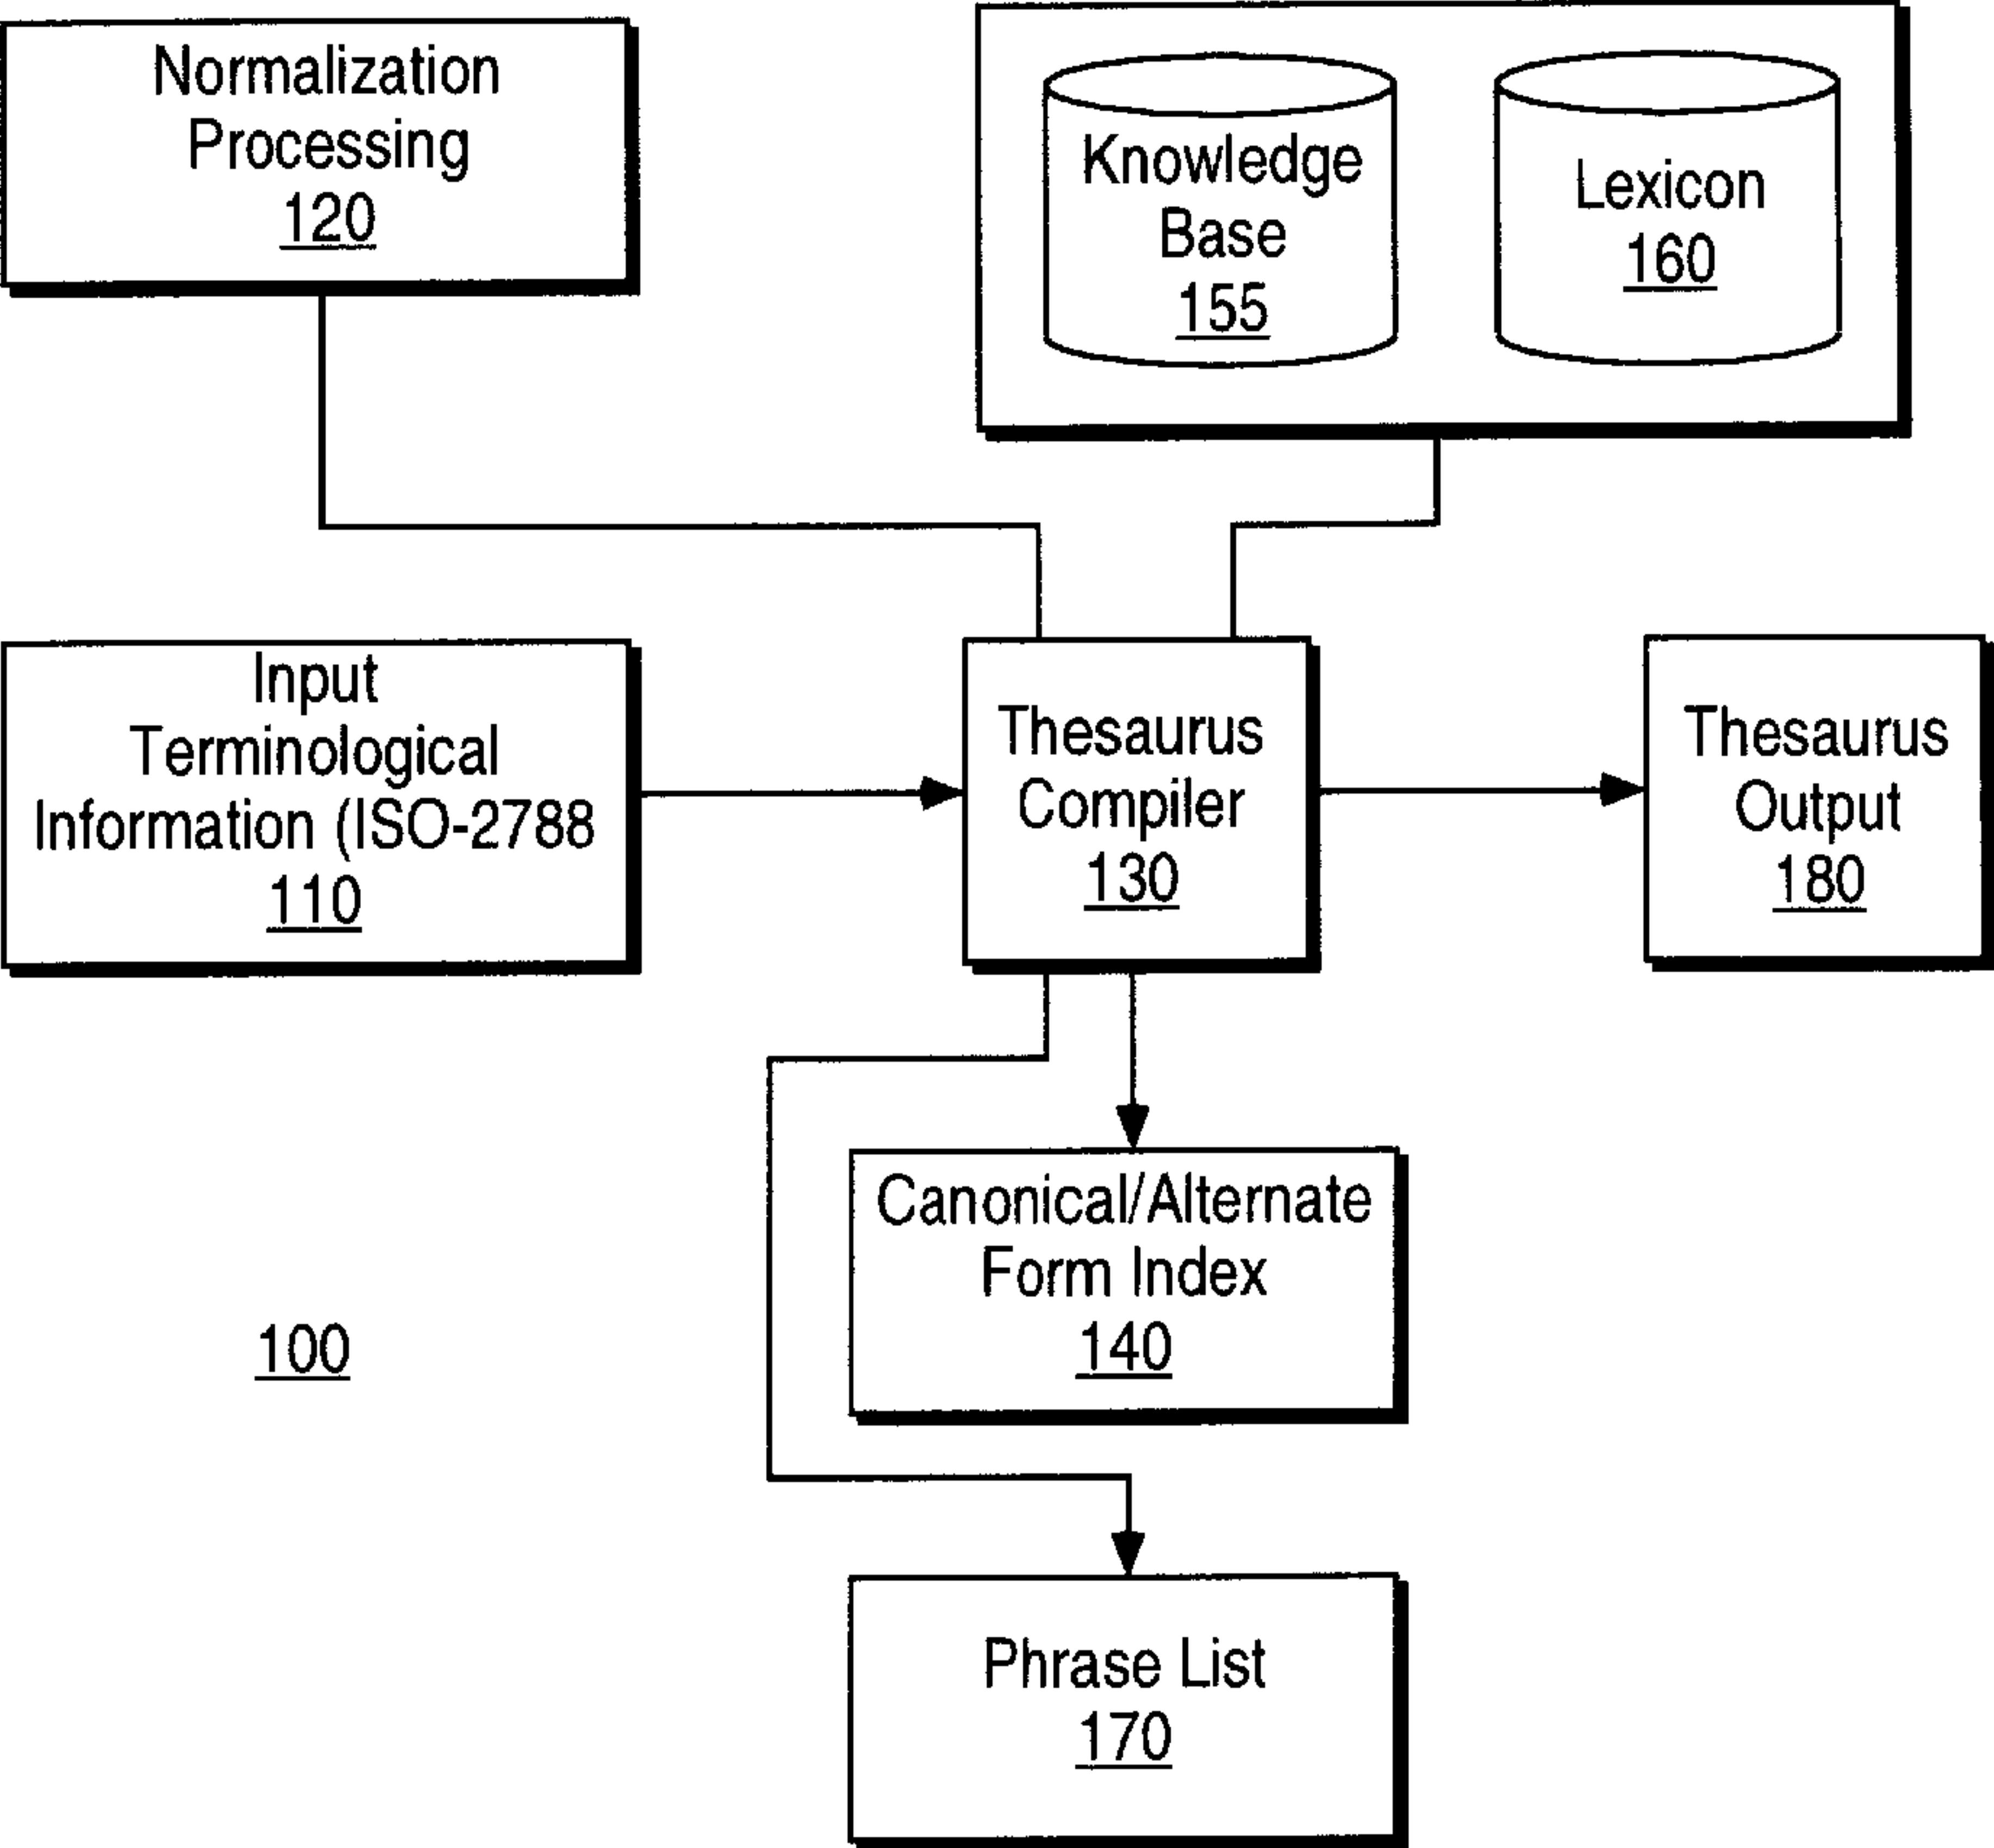 Normalization
Processing
120
Knowledge
Base
155
Lexicon
160
Input
Terminological
Information (ISO-2788
110
Thesaurus
Compiler
130
Thesaurus
Output
180
Canonical/Alternate
Form Index
140
100
Phrase List
170